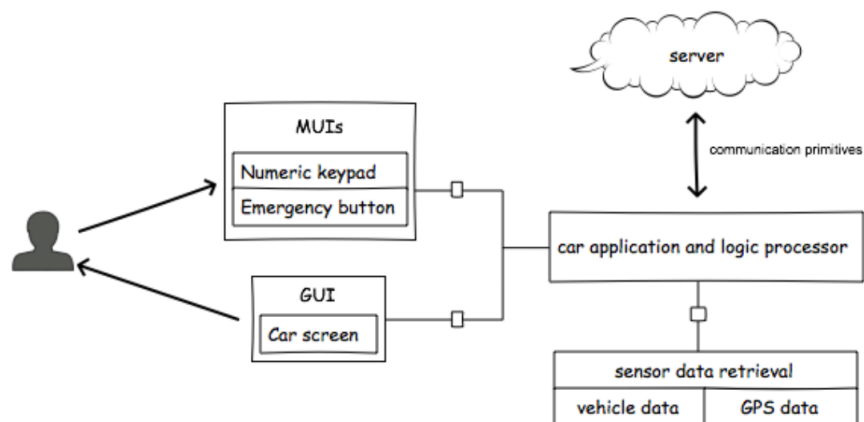 server
communication primitives
MUIs
Numeric keypad
Emergency button
car application and logic processor
GUI
Car screen
sensor data retrieval
vehicle data
GPS data